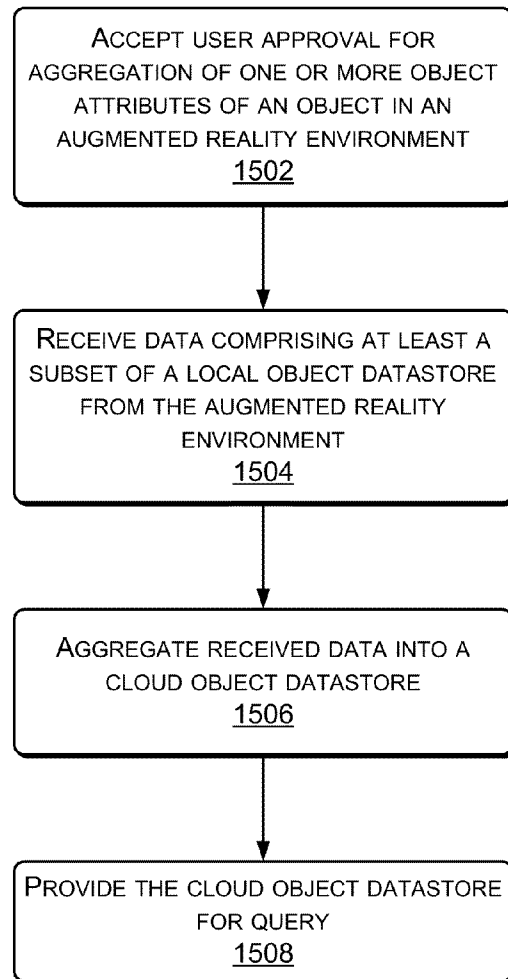 ACCEPT USER APPROVAL FOR
AGGREGATION OF ONE OR MORE OBJECT
ATTRIBUTES OF AN OBJECT IN AN
AUGMENTED REALITY ENVIRONMENT
1502
RECEIVE DATA COMPRISING AT LEAST A
SUBSET OF A LOCAL OBJECT DATASTORE
FROM THE AUGMENTED REALITY
ENVIRONMENT
1504
AGGREGATE RECEIVED DATA INTO A
CLOUD OBJECT DATASTORE
1506
PROVIDE THE CLOUD OBJECT DATASTORE
FOR QUERY
1508